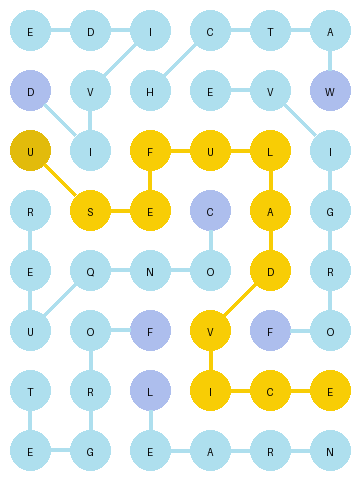 E D I C T A
D V H E V W
U I F U L I
R S E C A G
E Q N O D R
U O F V F O
T R L I C E
E G E A R N